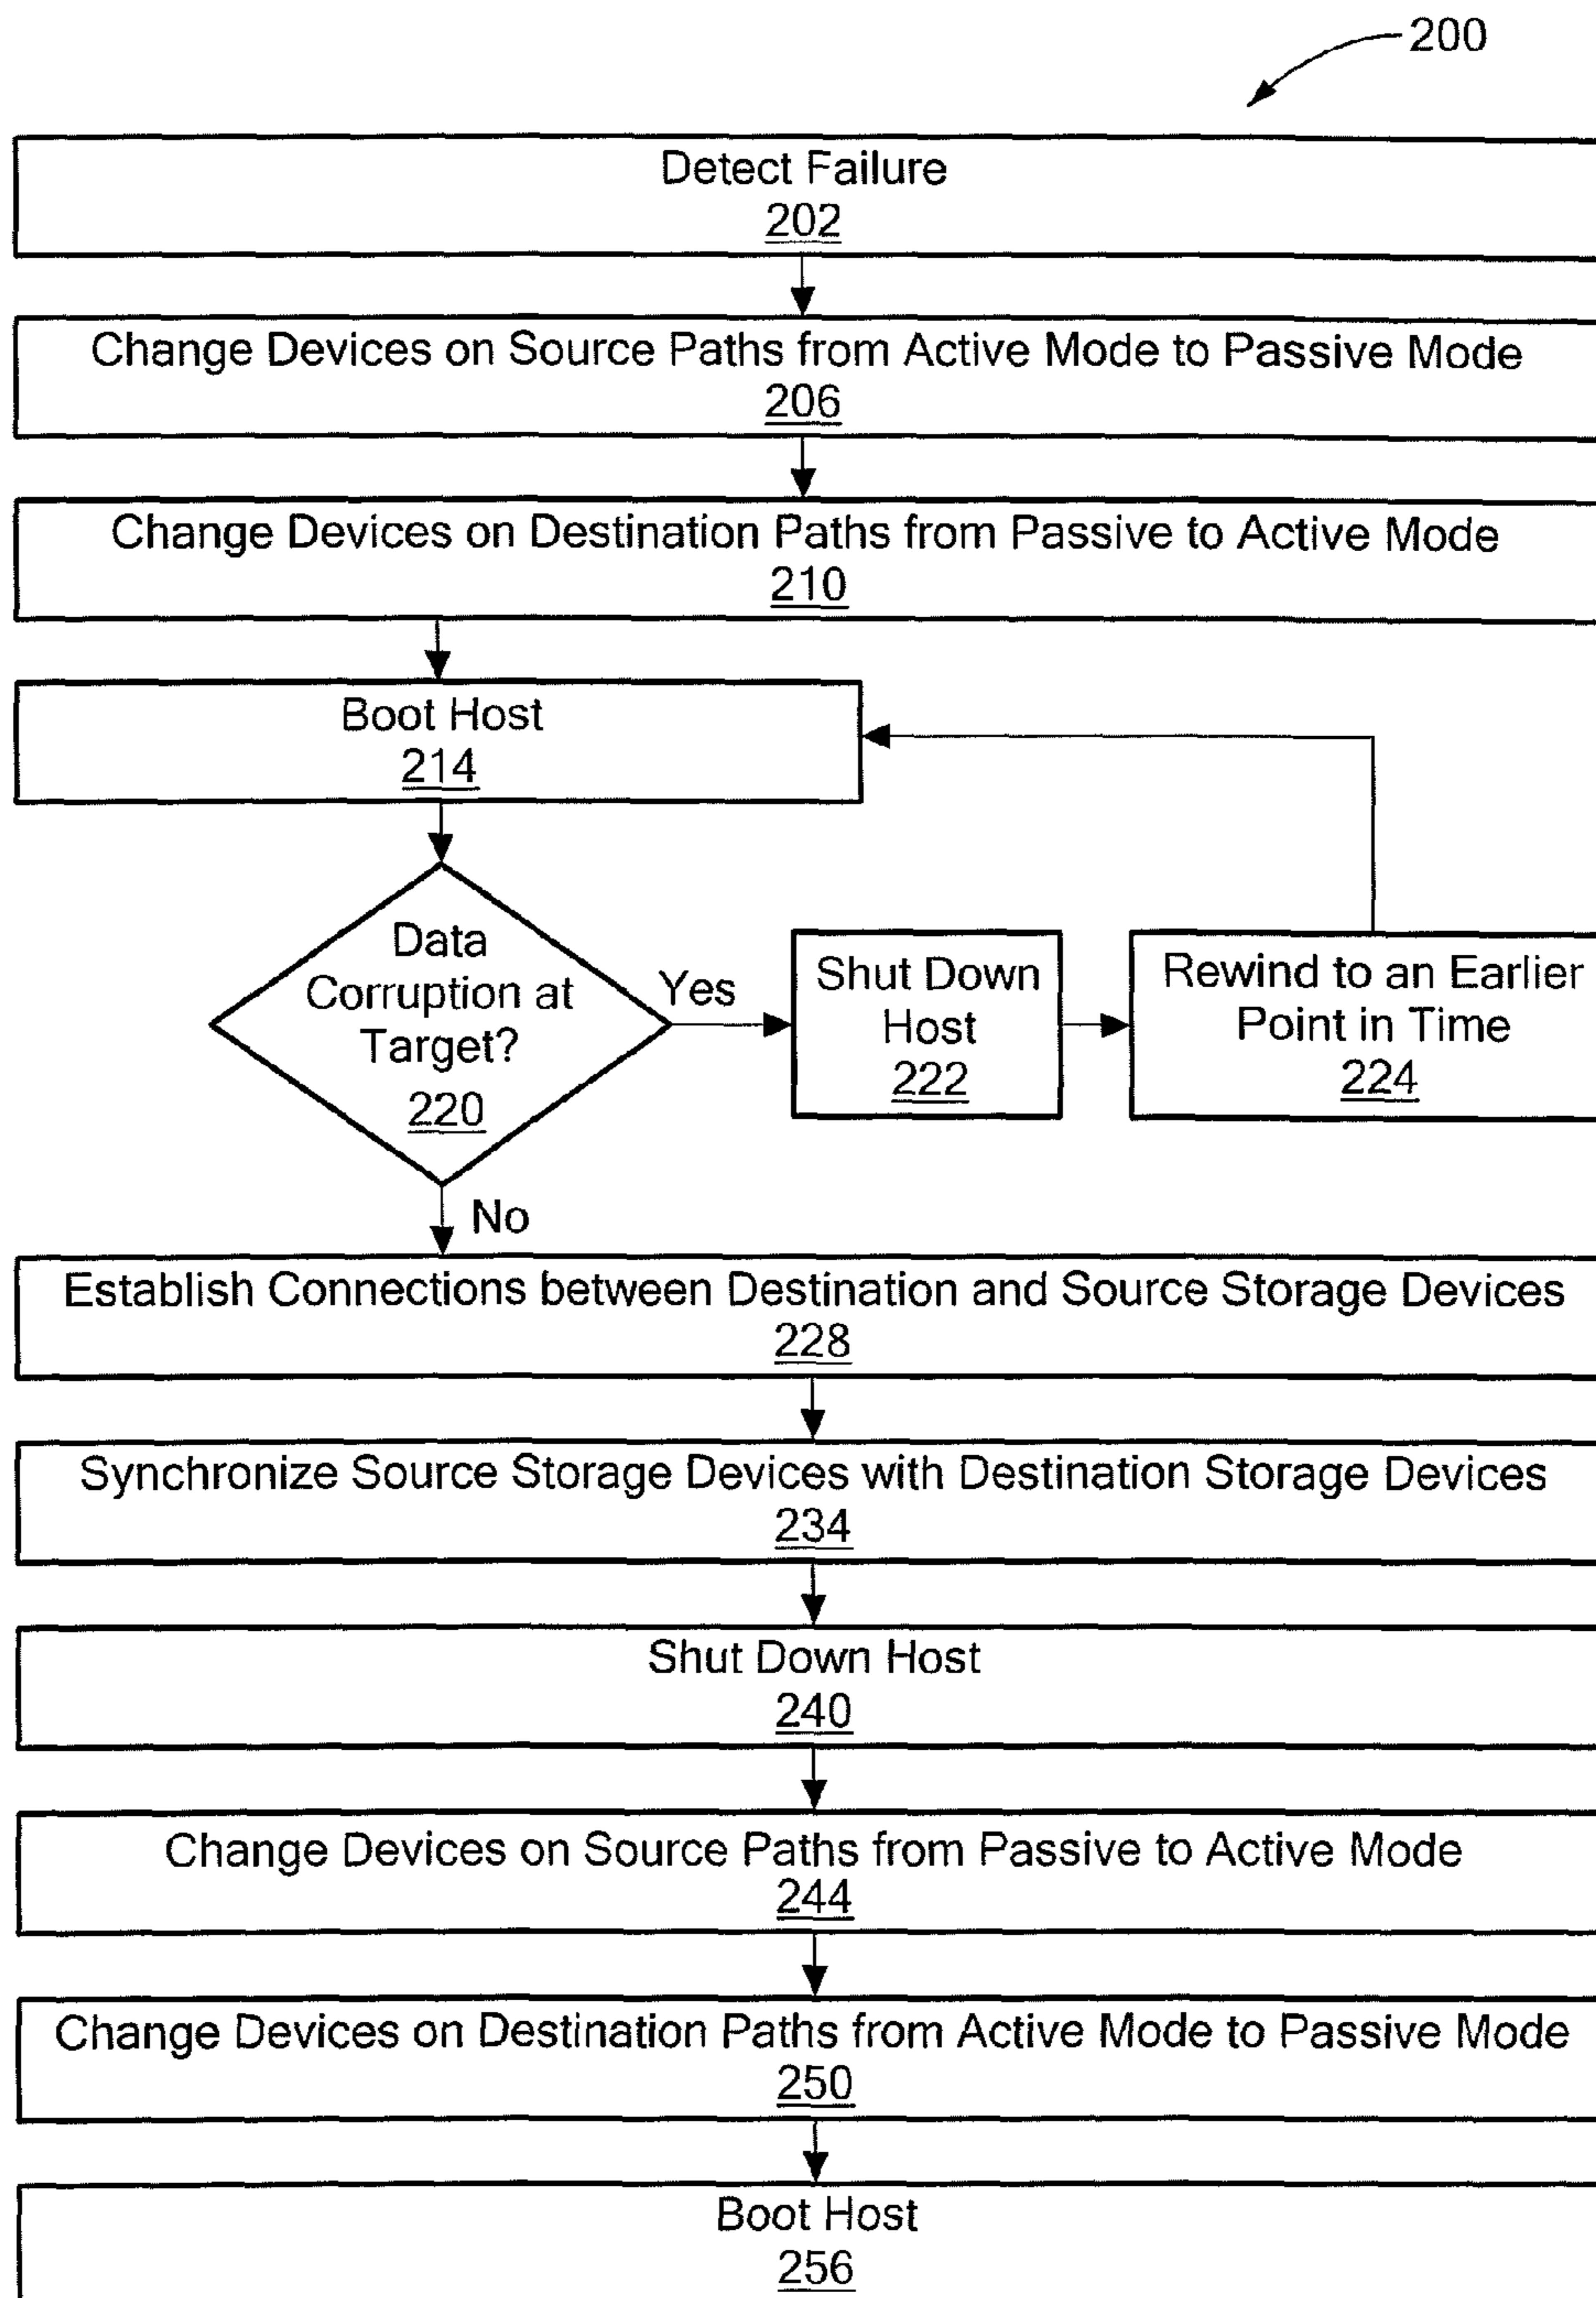 200
Detect Failure
202
Change Devices on Source Paths from Active Mode to Passive Mode
206
Change Devices on Destination Paths from Passive to Active Mode
210
Boot Host
214
Data
Corruption at
Target?
220
Yes
Shut Down
Host
222
Rewind to an Earlier
Point in Time
224
No
Establish Connections between Destination and Source Storage Devices
228
Synchronize Source Storage Devices with Destination Storage Devices
234
Shut Down Host
240
Change Devices on Source Paths from Passive to Active Mode
244
Change Devices on Destination Paths from Active Mode to Passive Mode
250
Boot Host
256